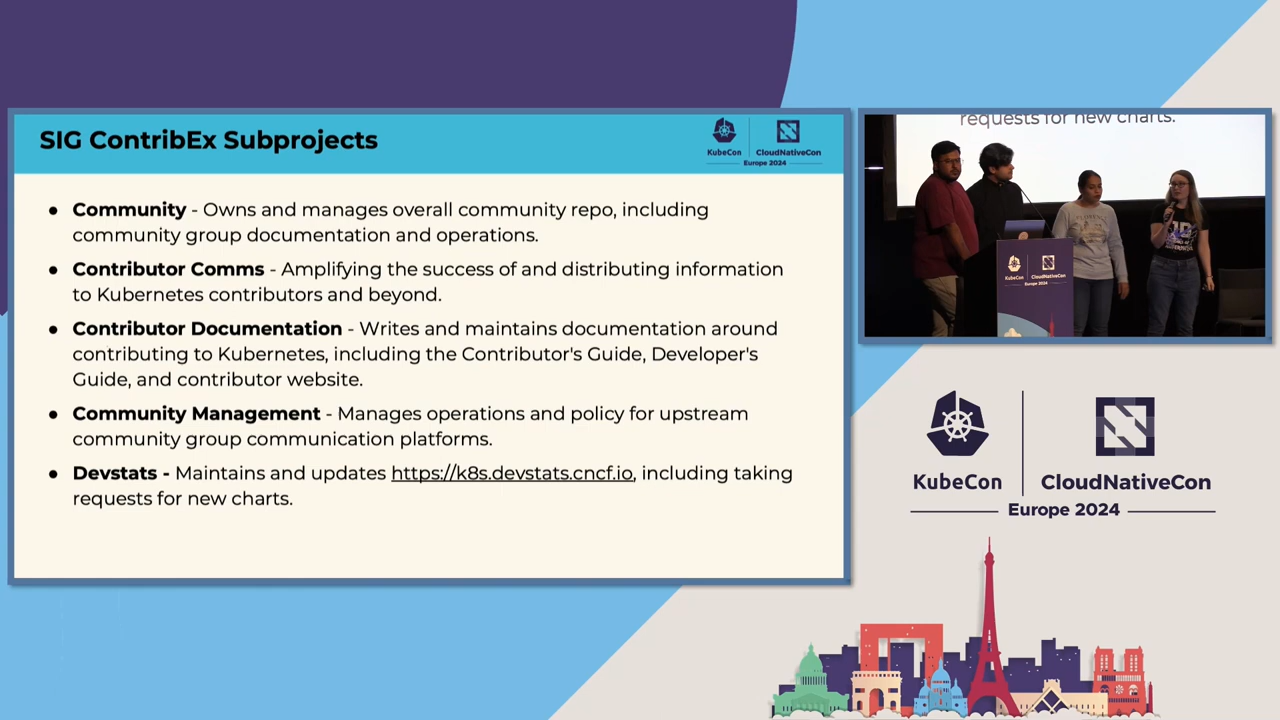 SIG ContribEx Subprojects
KubeCon
CloudNativeCon
Europe 2024
● Community - Owns and manages overall community repo, including
community group documentation and operations.
● Contributor Comms - Amplifying the success of and distributing information
to Kubernetes contributors and beyond.
● Contributor Documentation - Writes and maintains documentation around
contributing to Kubernetes, including the Contributor's Guide, Developer's
Guide, and contributor website.
● Community Management - Manages operations and policy for upstream
community group communication platforms.
● Devstats - Maintains and updates https://k8s.devstats.cncf.io, including taking
requests for new charts.
requests for new charts.
KubeCon
CloudNativeCon
Europe 2024
KubeCon
CloudNativeCon
Europe 2024